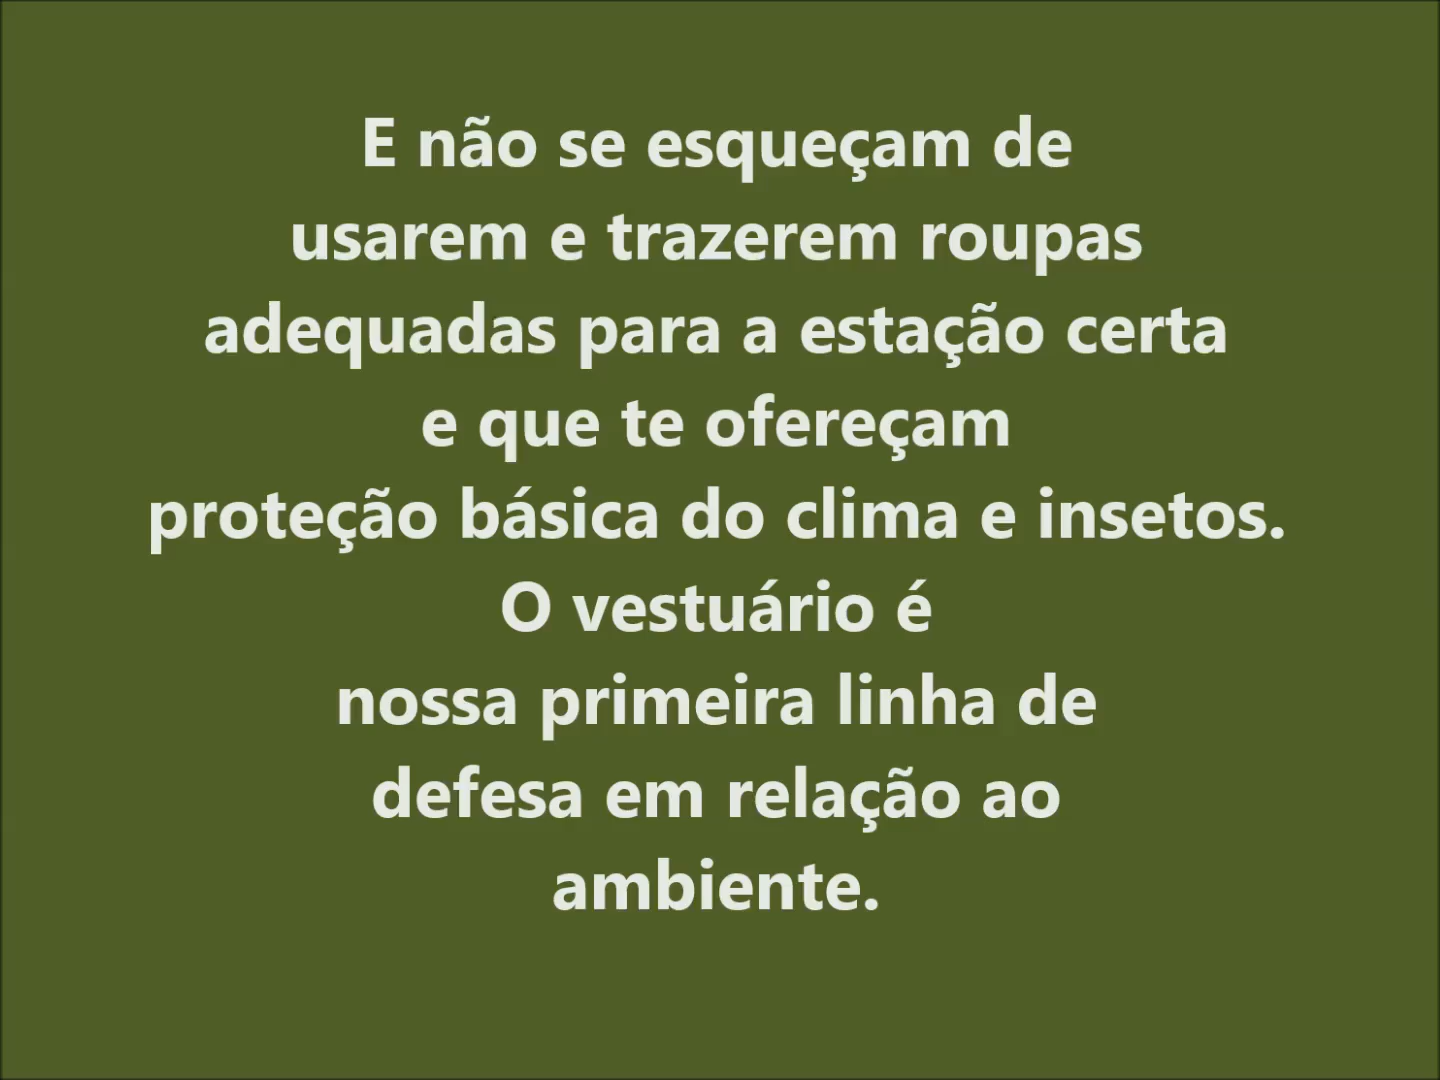 E não se esqueçam de
usarem e trazerem roupas
adequadas para a estação certa
e que te ofereçam
proteção básica do clima e insetos.
O vestuário é
nossa primeira linha de
defesa em relação ao
ambiente.